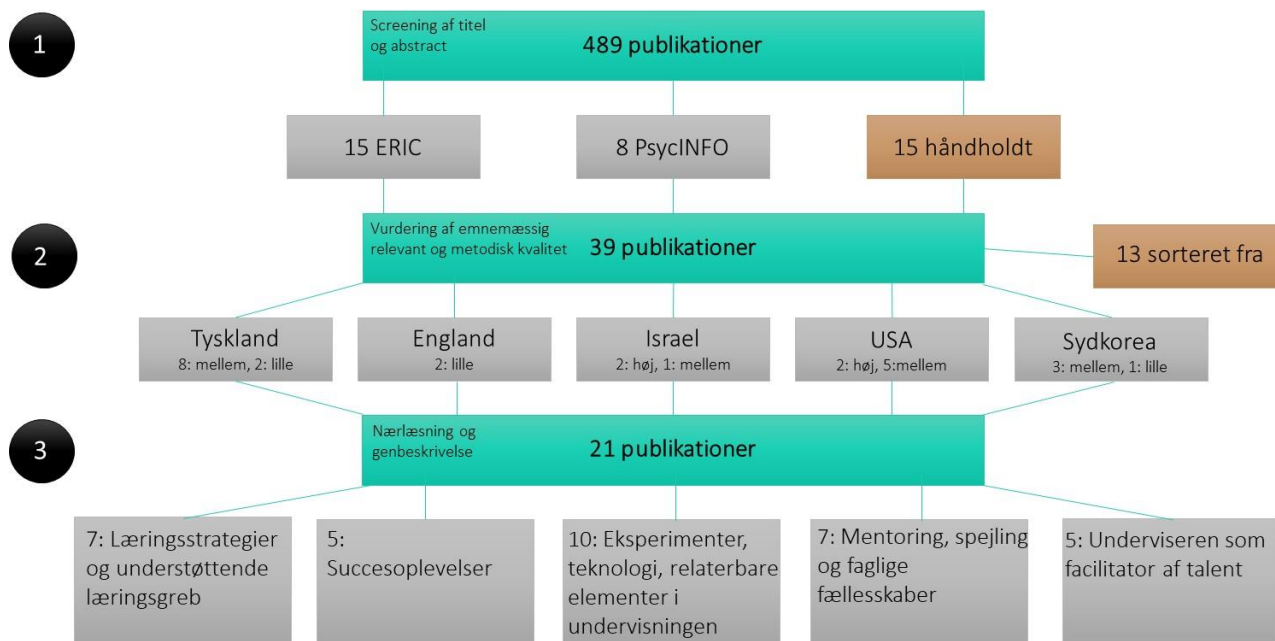 1
Screening af titel
og abstract
489 publikationer
15 ERIC
8 PsycINFO
15 håndholdt
2
Vurdering af emnemæssig
relevant og metodisk kvalitet
39 publikationer
13 sorteret fra
Tyskland
8: mellem, 2: lille
England
2: lille
Israel
2: høj, 1: mellem
USA
2: høj, 5:mellem
Sydkorea
3: mellem, 1: lille
3
Nærlæsning og
genbeskrivelse
21 publikationer
7: Læringsstrategier
og understøttende
læringsgreb
5:
Succesoplevelser
10: Eksperimenter,
teknologi, relaterbare
elementer i
undervisningen
7: Mentoring, spejling
og faglige
fællesskaber
5: Underviseren som
facilitator af talent